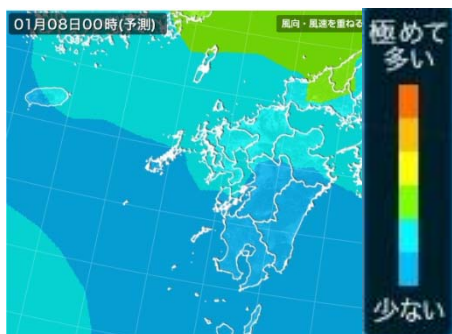 01月08日00時(予測)
風向・風速を重ねる
極めて
多い
少ない